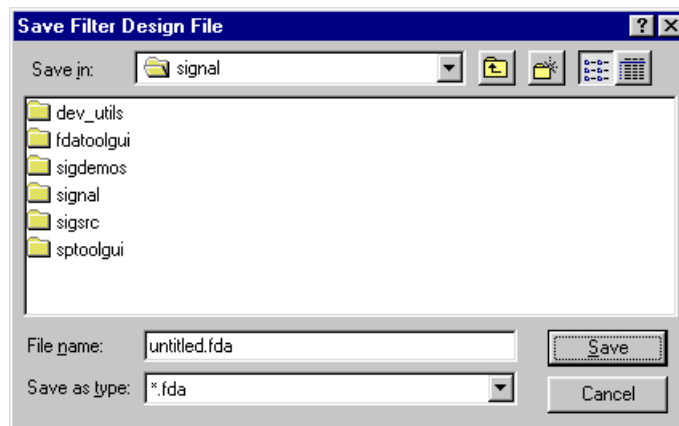 Save Filter Design File
Save in: signal
dev_utils
fdatoolgui
sigdemos
signal
sigsrc
sptoolgui
File name: untitled.fda Save
Save as type: *.fda Cancel